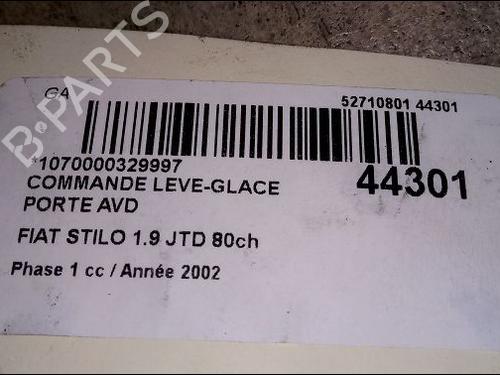 B-PARTS
GA
52710801 44301
*1070000329997
44301
COMMANDE LEVE-GLACE
PORTE AVD
FIAT STILO 1.9 JTD 80ch
Phase 1 cc / Année 2002